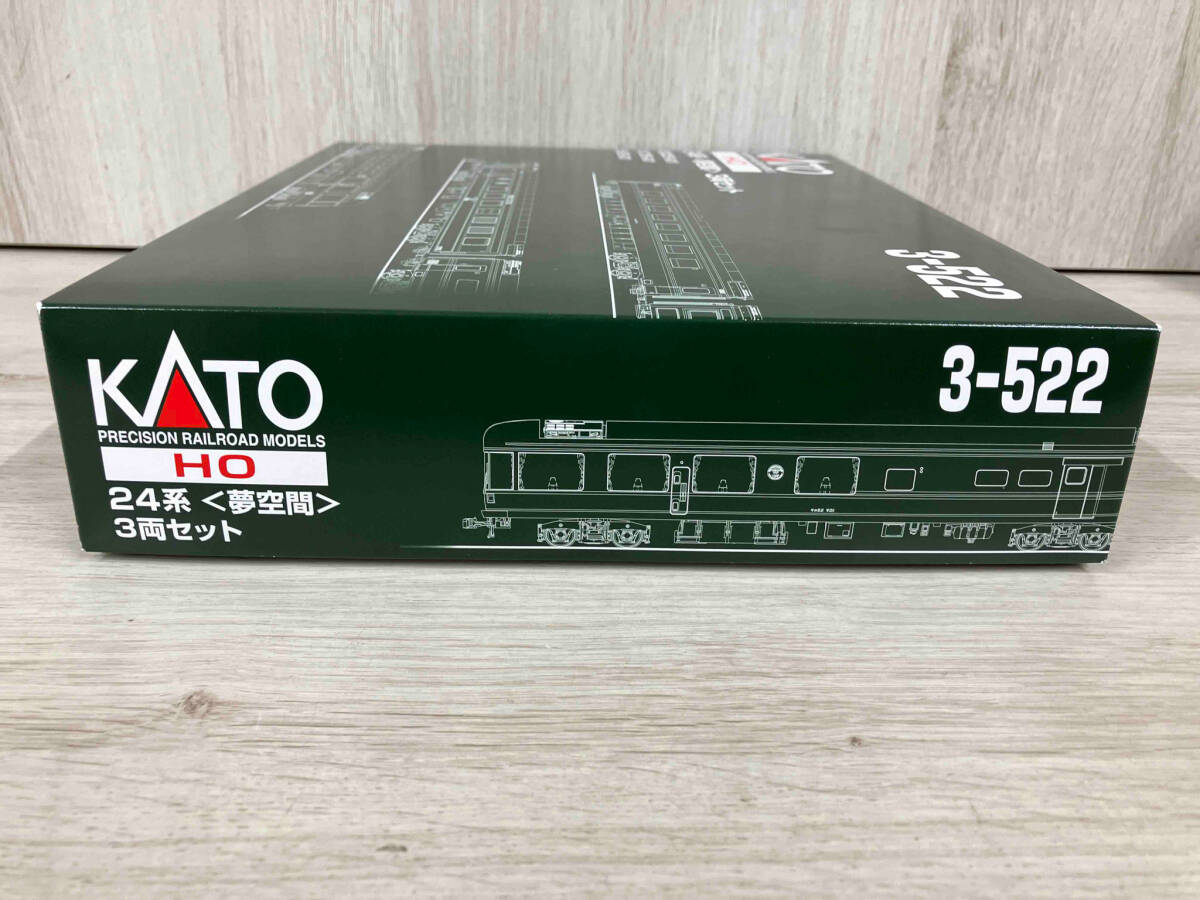 KATO
3-522
KATO
PRECISION RAILROAD MODELS
HO
24系 <夢空間>
3両セット
3-522